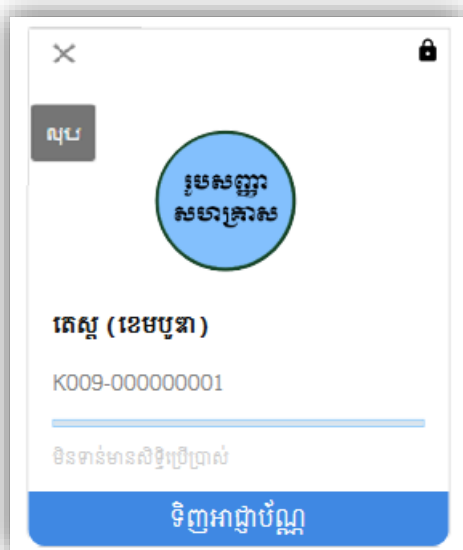 លុប
រូបសញ្ញា
សហគ្រាស
តេស្ត (ខេមបូឌា)
K009-000000001
មិនទាន់មានសិទ្ធិប្រើប្រាស់
ទិញអាជ្ញាប័ណ្ណ